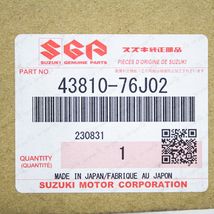 SGP
SUZUKI GENUINE PARTS
スズキ純正部品
PIÈCES D'ORIGINE DE SUZUKI
PART NO
43810-76J02
230831
QUANTITY
(QUANTITÉ)
1
MADE IN JAPAN/FABRIQUÉ AU JAPON
SUZUKI MOTOR CORPORATION